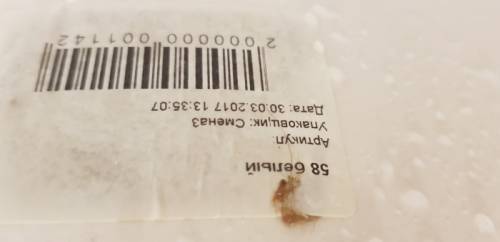 58 белый
Артикул:
Упаковщик: Смена3
Дата: 30.03.2017 13:35:07
2 000000 001142